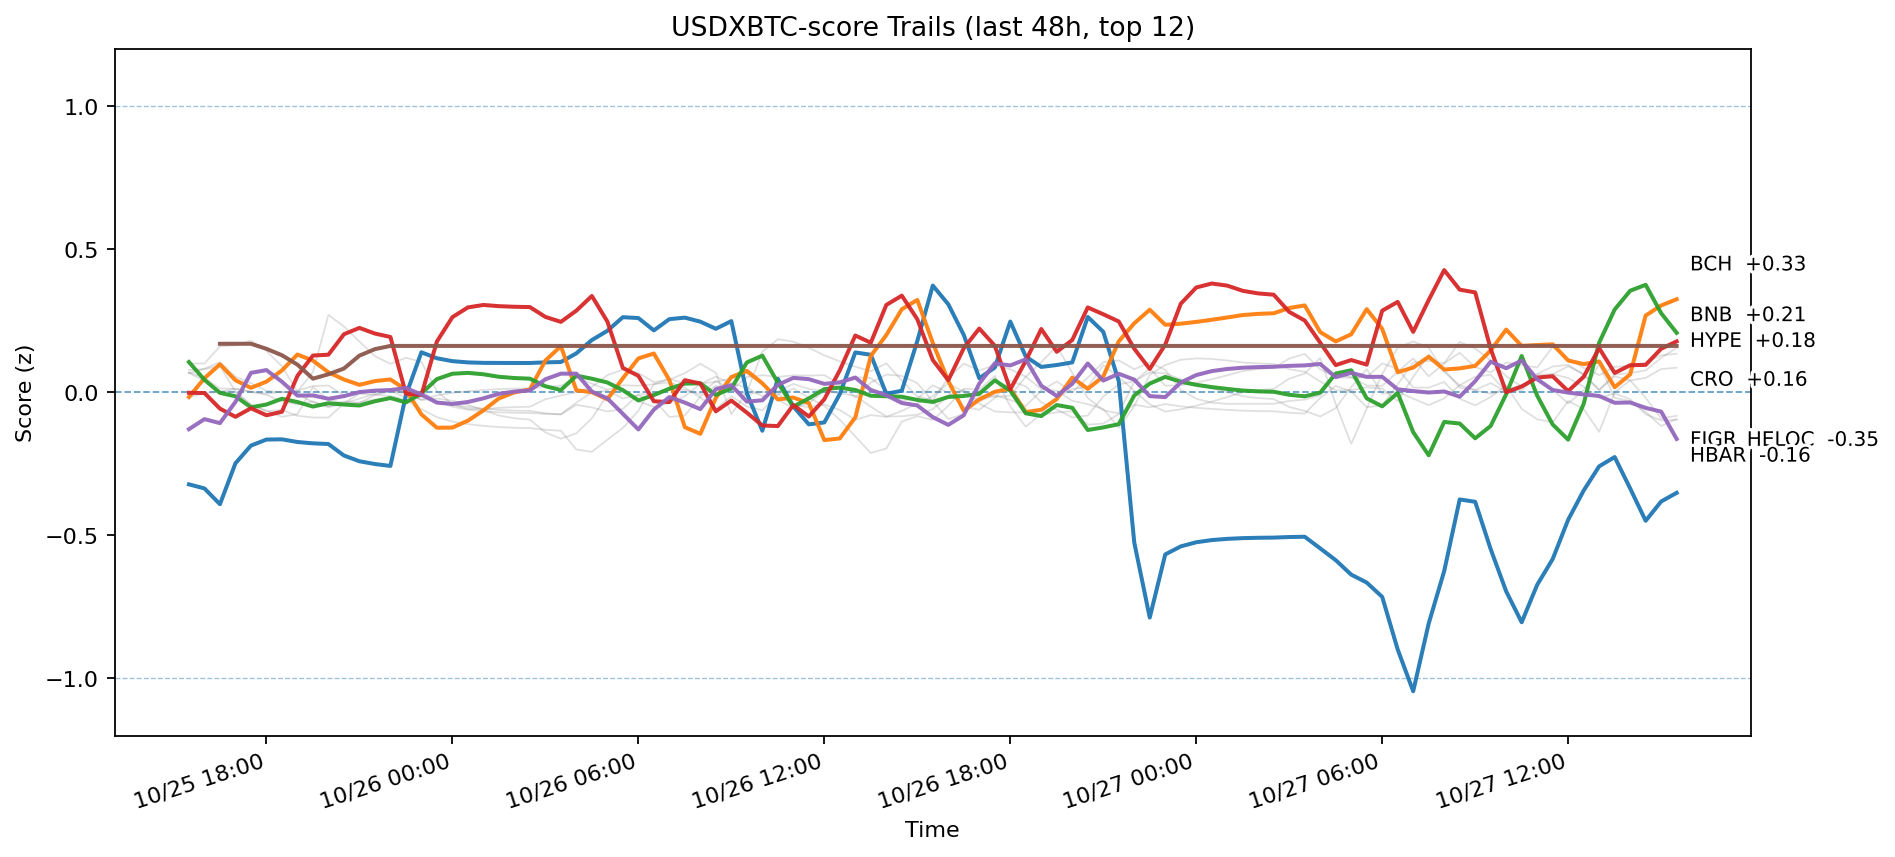 USDXBTC-score Trails (last 48h, top 12)
Score (z)
1.0
0.5
0.0
−0.5
−1.0
BCH +0.33
BNB +0.21
HYPE +0.18
CRO +0.16
FIGR_HELOC -0.35
HBAR -0.16
10/25 18:00
10/26 00:00
10/26 06:00
10/26 12:00
10/26 18:00
10/27 00:00
10/27 06:00
10/27 12:00
Time